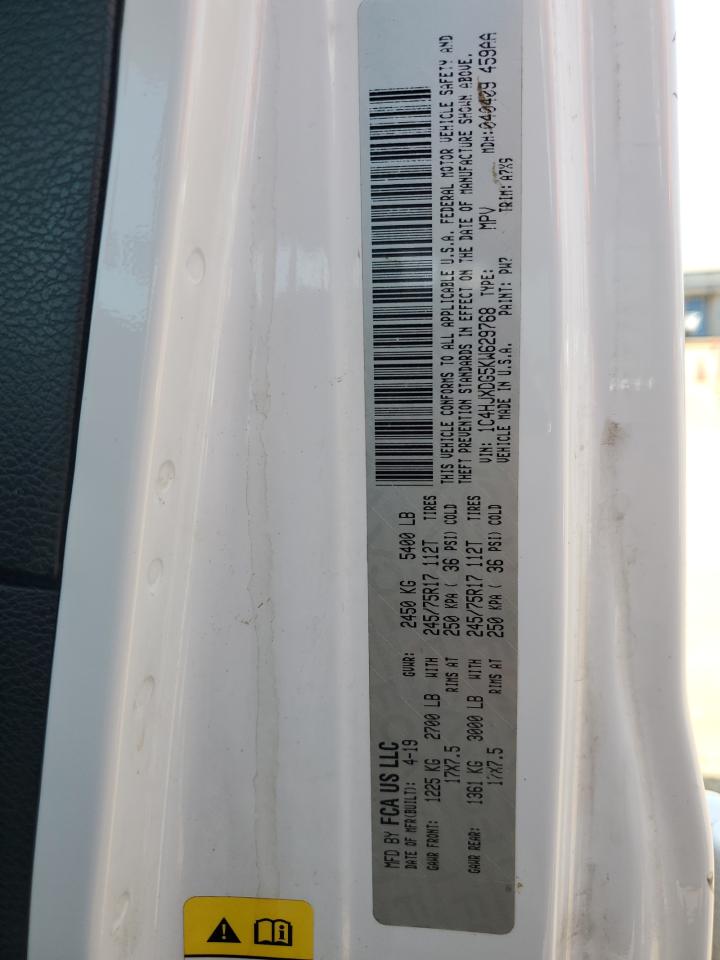 MFD BY FCA US LLC
DATE OF MFR(BUILT): 4-19 GVWR: 2450 KG 5400 LB
GAWR FRONT: 1225 KG 2700 LB WITH 245/75R17 112T TIRES
17X7.5 RIMS AT 250 KPA ( 36 PSI) COLD
GAWR REAR: 1361 KG 3000 LB WITH 245/75R17 112T TIRES
17X7.5 RIMS AT 250 KPA ( 36 PSI) COLD
THIS VEHICLE CONFORMS TO ALL APPLICABLE U.S.A. FEDERAL MOTOR VEHICLE SAFETY AND
THEFT PREVENTION STANDARDS IN EFFECT ON THE DATE OF MANUFACTURE SHOWN ABOVE.
VIN: 1C4HJXDG5KW629768 TYPE: MPV MDH:040409 459AA
VEHICLE MADE IN U.S.A. PAINT: PW7 TRIM: A7X9